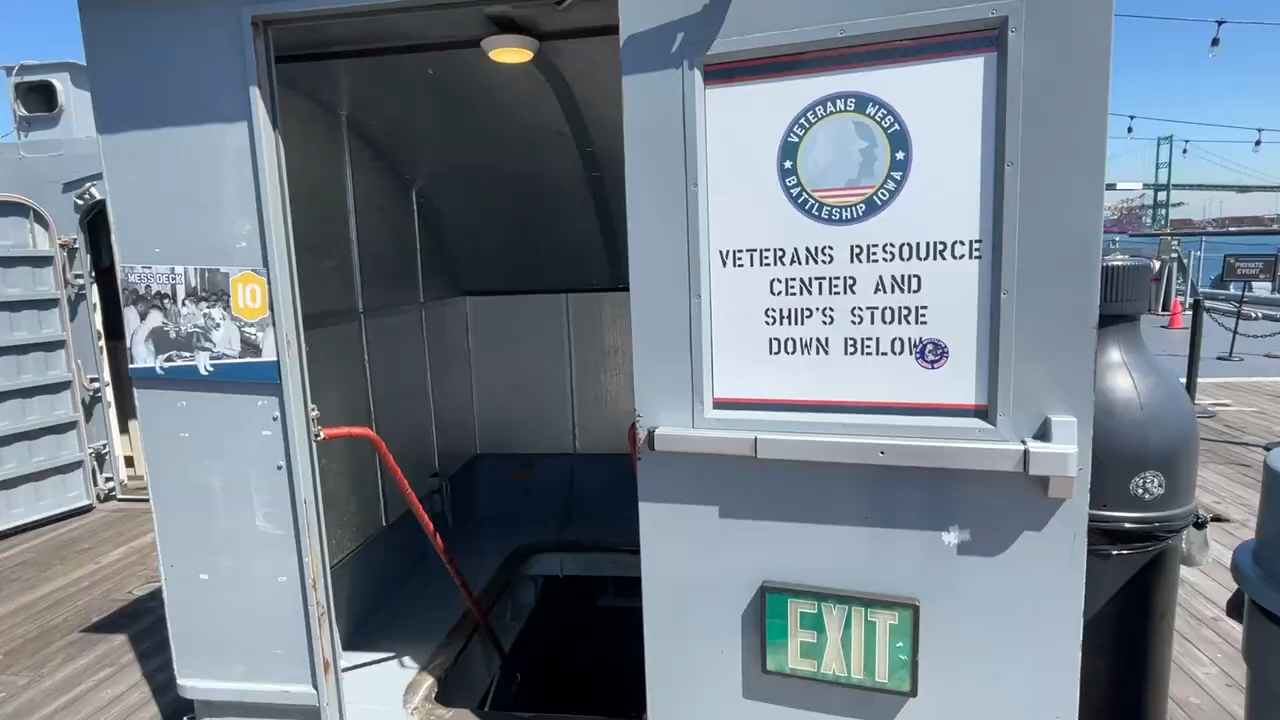 MESS DECK
10
VETERANS WEST
BATTLESHIP IOWA
VETERANS RESOURCE
CENTER AND
SHIP'S STORE
DOWN BELOW
EXIT
PRIVATE
EVENT